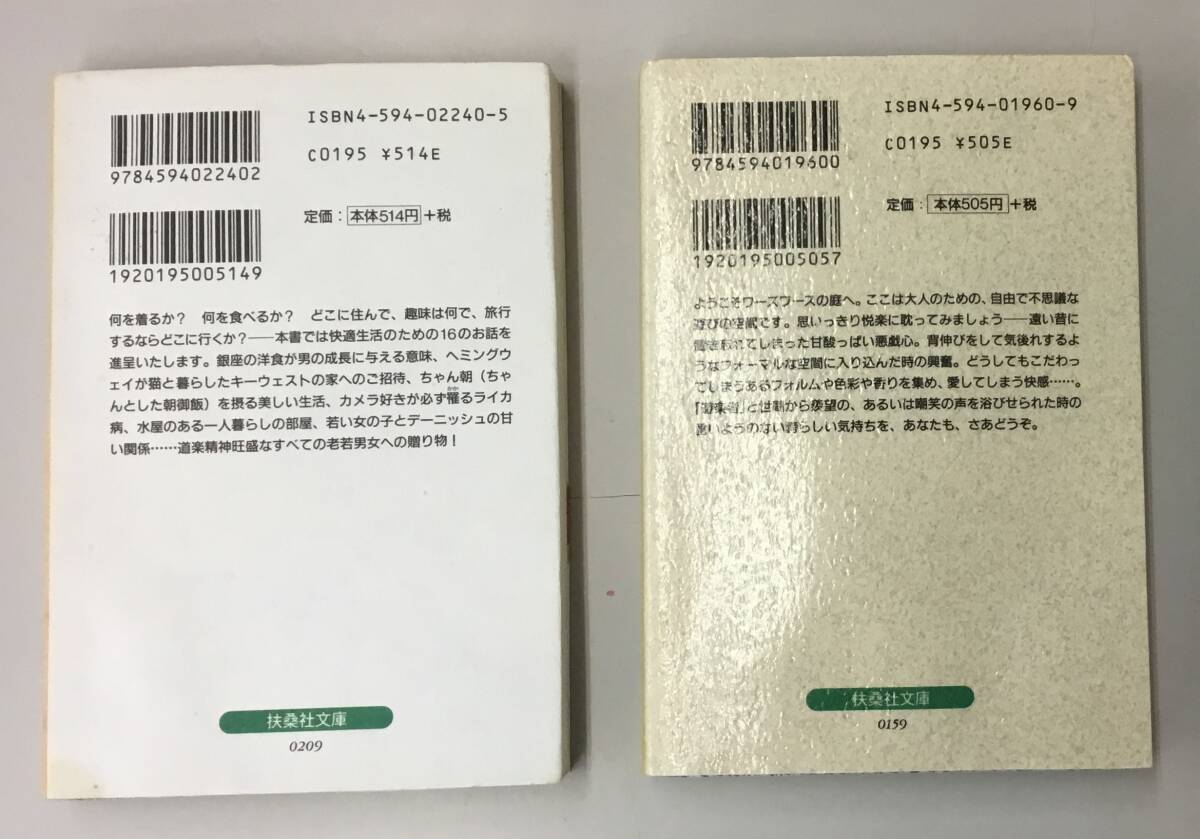 ISBN4-594-02240-5
C0195 ¥514E
9784594022402
定価：本体514円＋税
1920195005149
何を着るか？　何を食べるか？　どこに住んで、趣味は何で、旅行
するならどこに行くか？――本書では快適生活のための16のお話を
進呈いたします。銀座の洋食が男の成長に与える意味、ヘミングウ
ェイが猫と暮らしたキーウェストの家へのご招待、ちゃん朝（ちゃ
んとした朝御飯）を摂る美しい生活、カメラ好きが必ず罹るライカ
病、水屋のある一人暮らしの部屋、若い女の子とデーニッシュの甘
い関係……道楽精神旺盛なすべての老若男女への贈り物！
扶桑社文庫
0209
ISBN4-594-01960-9
C0195 ¥505E
9784594019600
定価：本体505円＋税
1920195005057
ようこそワーズワースの庭へ。ここは大人のための、自由で不思議な
遊びの空間です。思いっきり悦楽に耽ってみましょう――遠い昔に
てしまった甘酸っぱい悪戯心。背伸びをして気後れするよ
うなフォーマルな空間に入り込んだ時の興奮。どうしてもこだわっ
てしまうあるフォルムや色彩や香りを集め、愛してしまう快感……。
と世間から羨望の、あるいは嘲笑の声を浴びせられた時の
いようのない晴らしい気持ちを、あなたも、さあどうぞ。
扶桑社文庫
0159